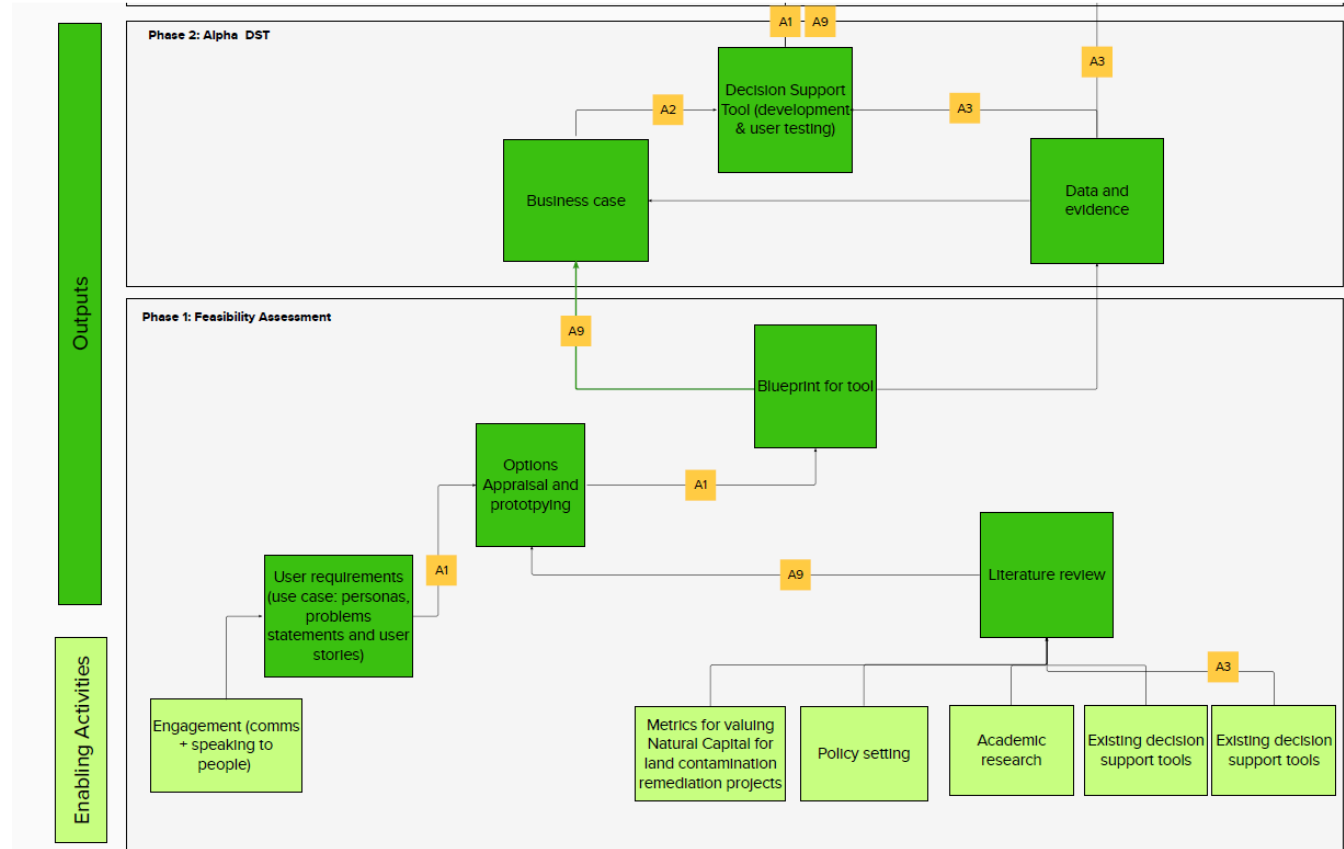 A1
A9
Phase 2: Alpha DST
A3
Decision Support
Tool (development
& user testing)
A2
A3
Business case
Data and
evidence
Outputs
Phase 1: Feasibility Assessment
A9
Blueprint for tool
Options
Appraisal and
prototpying
A1
A1
A9
Literature review
User requirements
(use case: personas,
problems
statements and user
stories)
Enabling Activities
A3
Engagement (comms
+ speaking to
people)
Metrics for valuing
Natural Capital for
land contamination
remediation projects
Policy setting
Academic
research
Existing decision
support tools
Existing decision
support tools